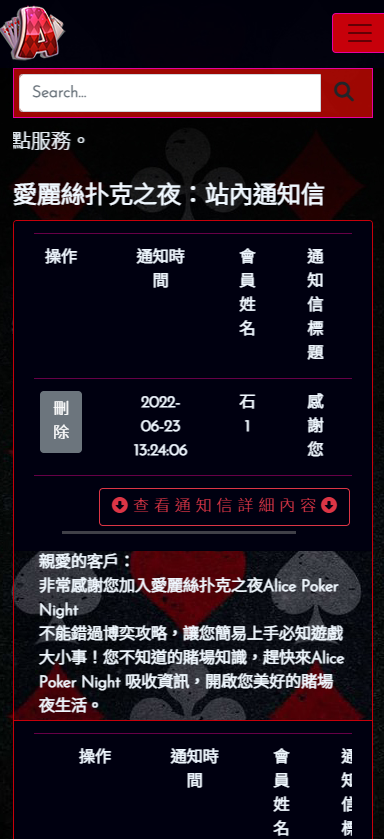 A
Search...
點服務。
愛麗絲扑克之夜：站內通知信
操作 通知時間 會員姓名 通知信標題
刪除 2022-06-23 13:24:06 石1 感謝您
查看通知信詳細內容
親愛的客戶：
非常感謝您加入愛麗絲扑克之夜Alice Poker
Night
不能錯過博奕攻略，讓您簡易上手必知遊戲
大小事！您不知道的賭場知識，趕快來Alice
Poker Night 吸收資訊，開啟您美好的賭場
夜生活。
操作 通知時間 會員姓名 通知信標